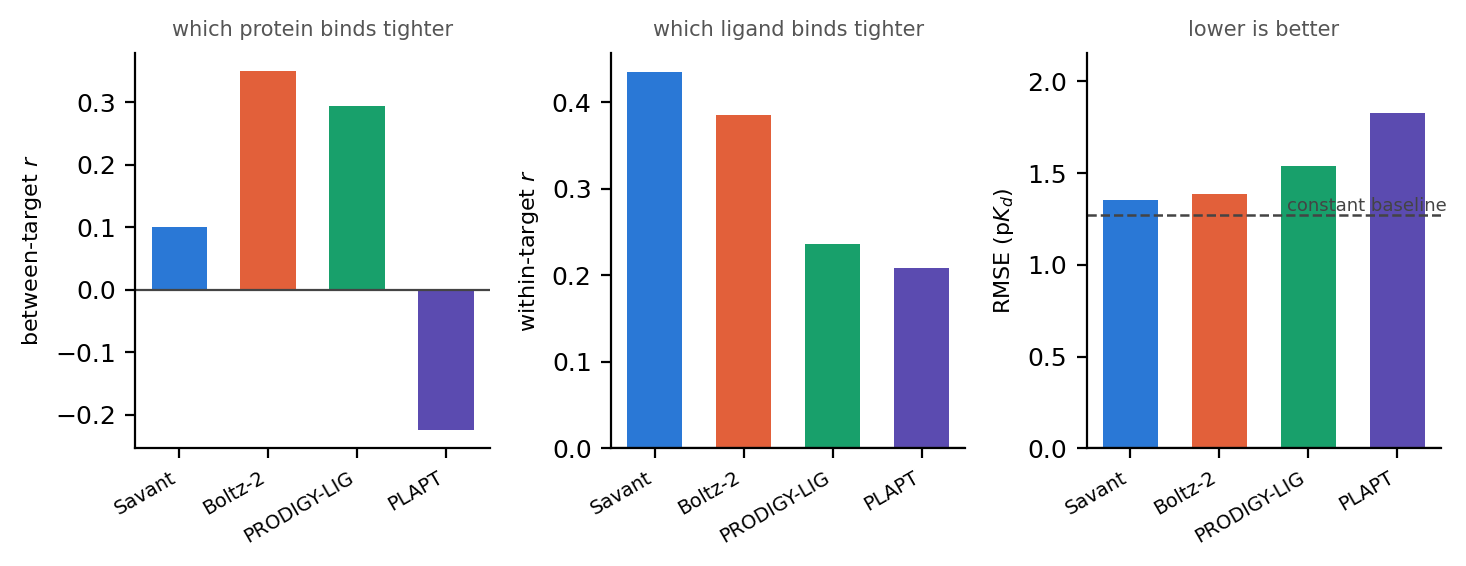 which protein binds tighter
between-target r
0.3
0.2
0.1
0.0
−0.1
−0.2
Savant
Boltz-2
PRODIGY-LIG
PLAPT
which ligand binds tighter
within-target r
0.4
0.3
0.2
0.1
0.0
Savant
Boltz-2
PRODIGY-LIG
PLAPT
lower is better
RMSE (pKd)
2.0
1.5
1.0
0.5
0.0
constant baseline
Savant
Boltz-2
PRODIGY-LIG
PLAPT